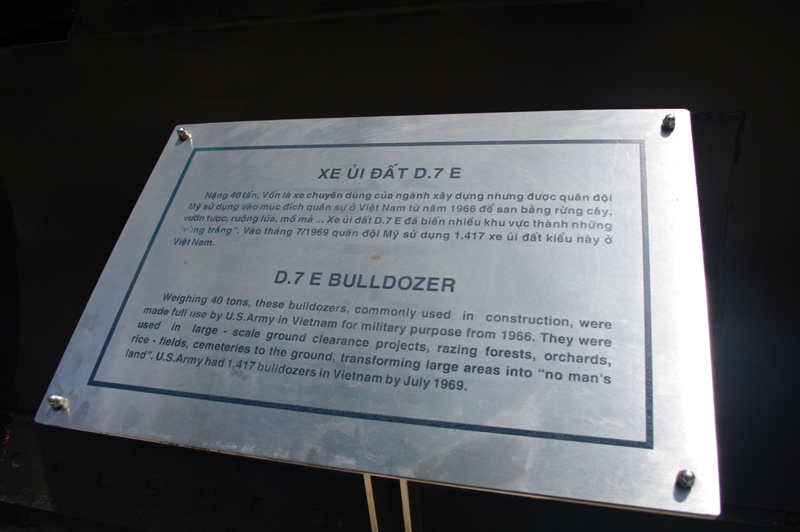 XE ỦI ĐẤT D.7 E
Nặng 40 tấn. Vốn là xe chuyên dùng của ngành xây dựng nhưng được quân đội
Mỹ sử dụng vào mục đích quân sự ở Việt Nam từ năm 1966 để san bằng rừng cây,
vườn tược, ruộng lúa, mồ mả ... Xe ủi đất D.7 E đã biến nhiều khu vực thành những
"vùng trắng". Vào tháng 7/1969 quân đội Mỹ sử dụng 1.417 xe ủi đất kiểu này ở
Việt Nam.
D.7 E BULLDOZER
Weighing 40 tons, these bulldozers, commonly used in construction, were
made full use by U.S.Army in Vietnam for military purpose from 1966. They were
used in large - scale ground clearance projects, razing forests, orchards,
rice - fields, cemeteries to the ground, transforming large areas into "no man's
land". U.S.Army had 1,417 bulldozers in Vietnam by July 1969.